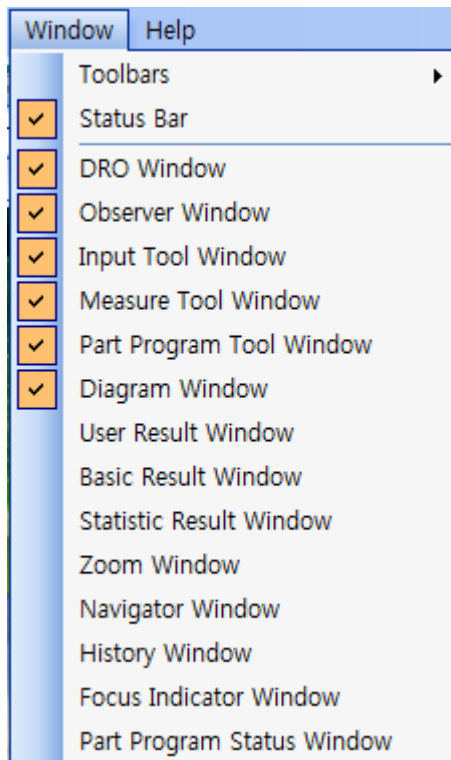 Window Help
Toolbars
Status Bar
DRO Window
Observer Window
Input Tool Window
Measure Tool Window
Part Program Tool Window
Diagram Window
User Result Window
Basic Result Window
Statistic Result Window
Zoom Window
Navigator Window
History Window
Focus Indicator Window
Part Program Status Window